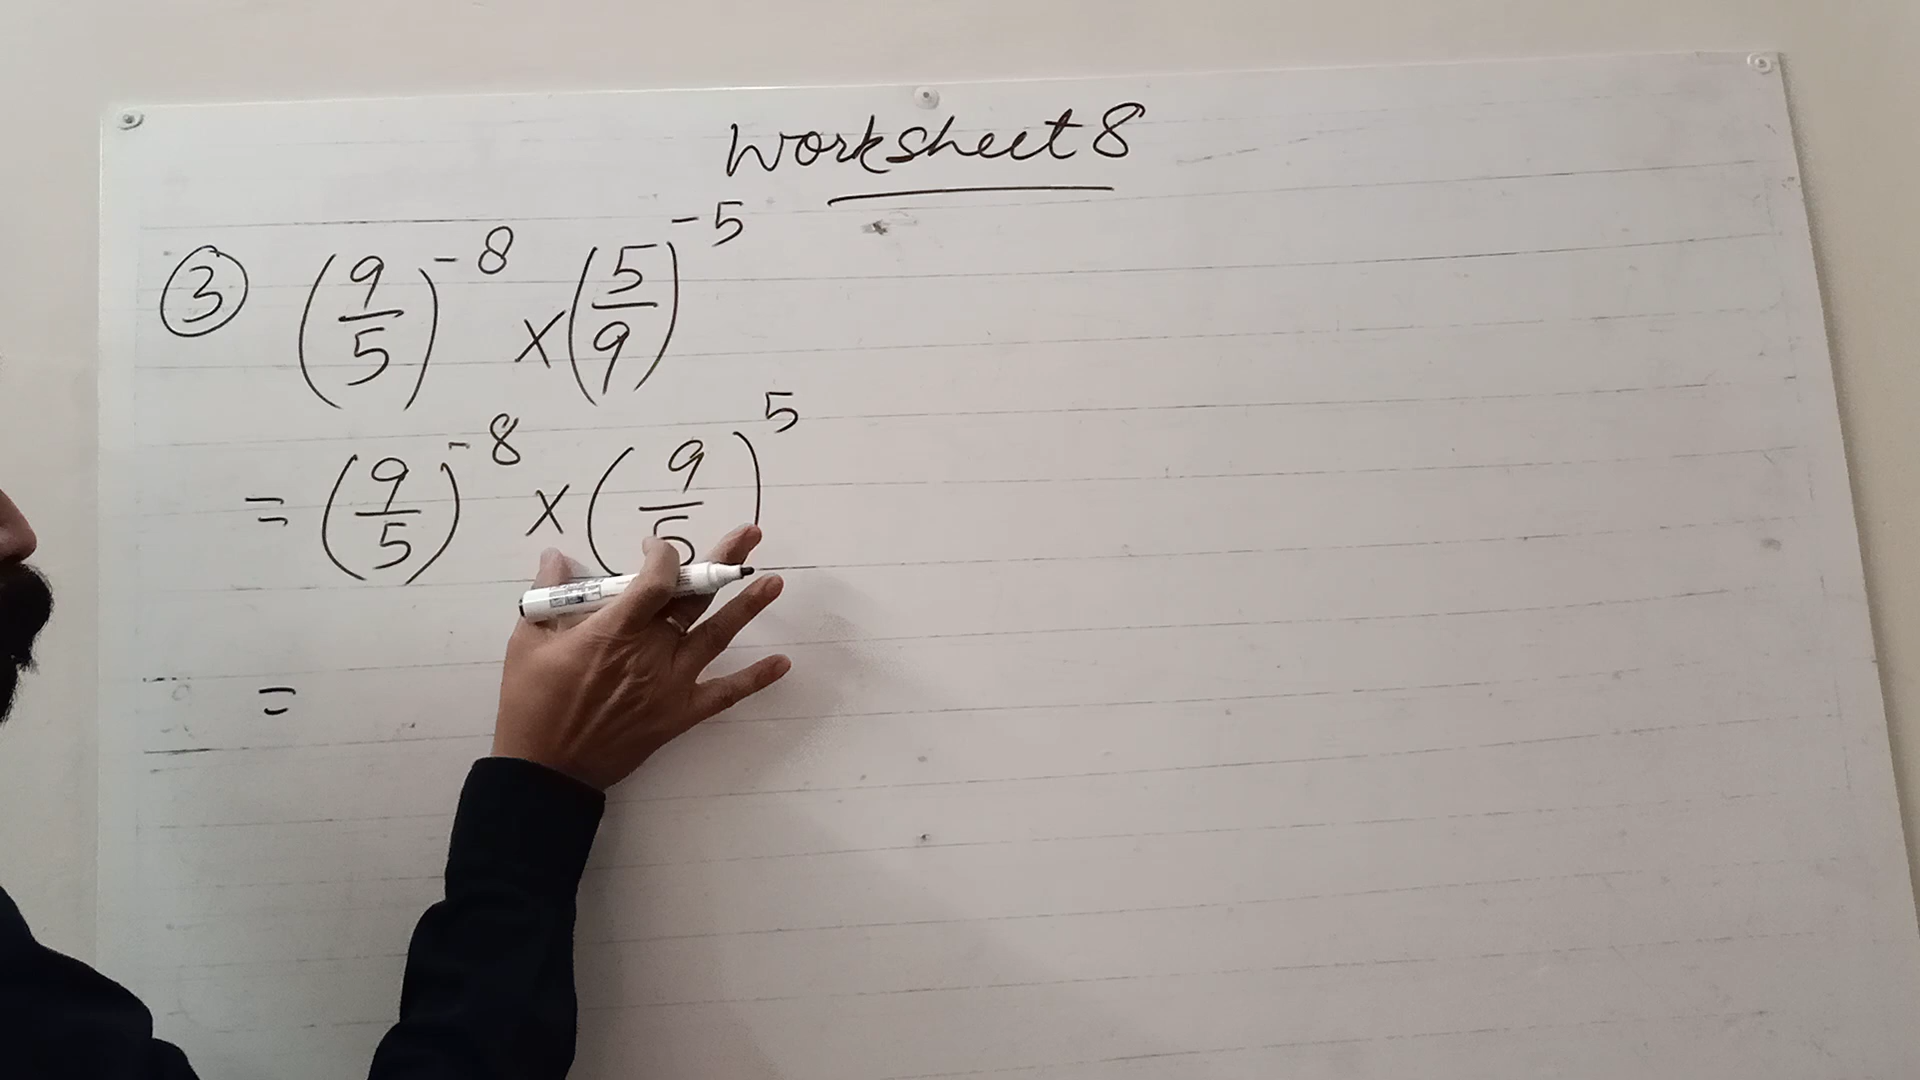 Worksheet 8
③ (9/5)^-8 × (5/9)^-5
= (9/5)^-8 × (9/5)^5
=